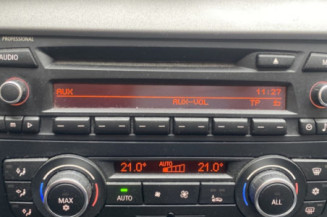 PROFESSIONAL
AUDIO
AUX 11:27
AUX-VOL TP
21.0° AUTO 21.0°
MAX AUTO ALL